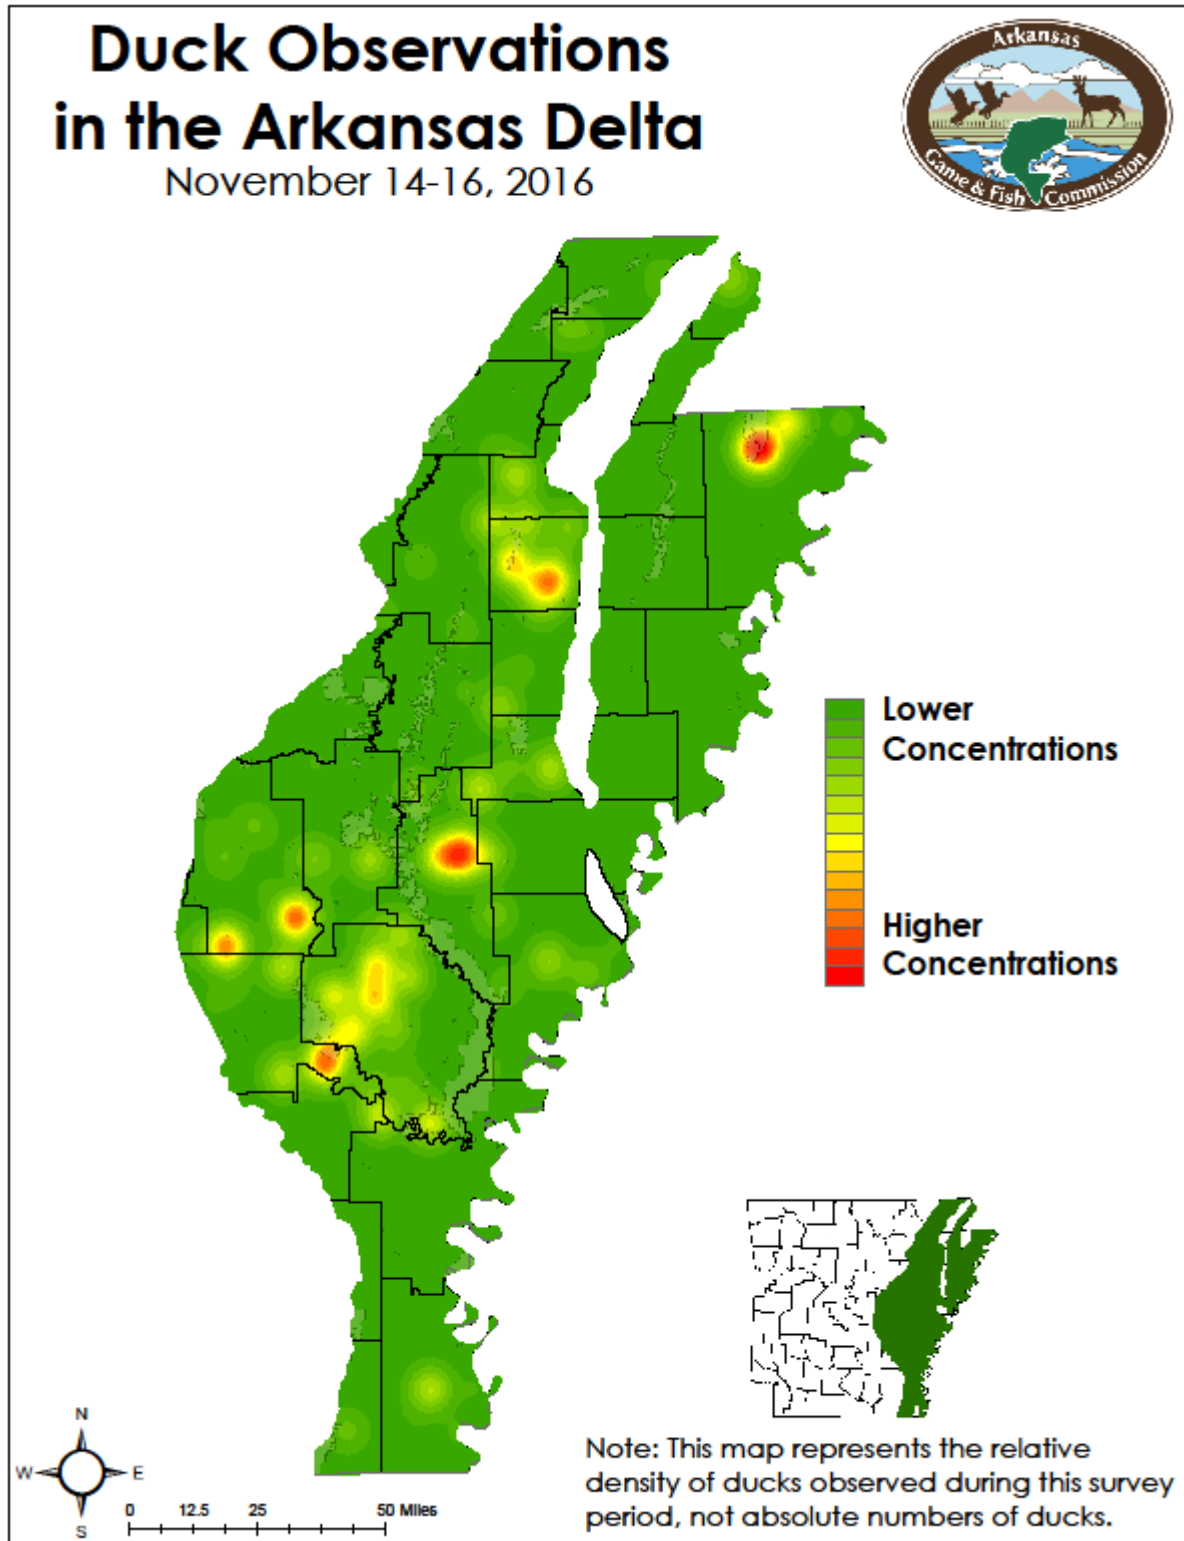 Duck Observations
in the Arkansas Delta
November 14-16, 2016
Arkansas
Game & Fish Commission
Lower
Concentrations
Higher
Concentrations
N
W E
S
0 12.5 25 50 Miles
Note: This map represents the relative
density of ducks observed during this survey
period, not absolute numbers of ducks.